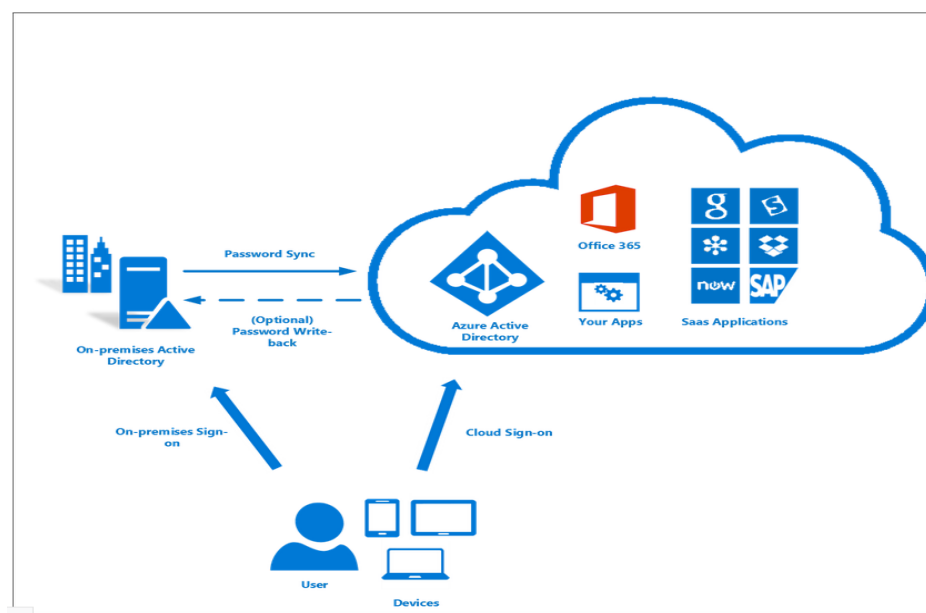 Office 365
Your Apps
g
now
SAP
Saas Applications
Azure Active
Directory
Password Sync
(Optional)
Password Write-
back
On-premises Active
Directory
On-premises Sign-
on
Cloud Sign-on
User
Devices